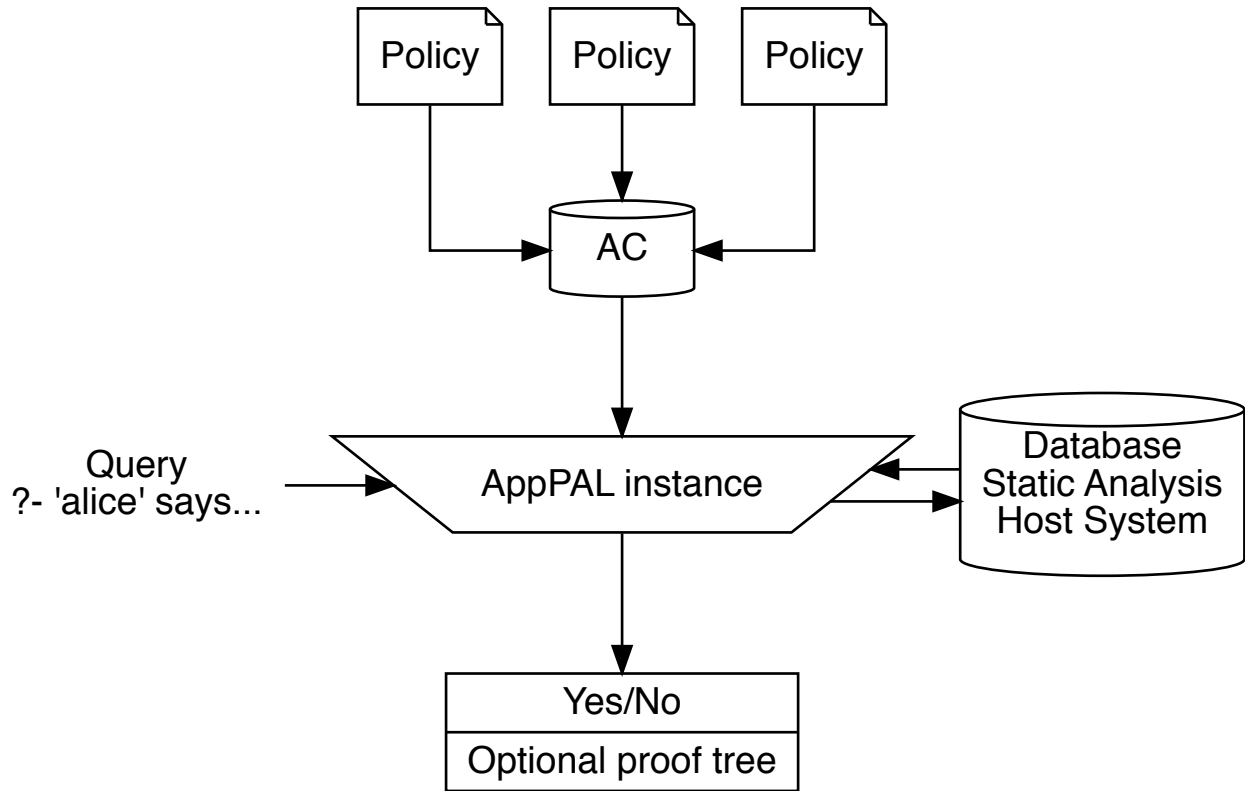 Policy
Policy
Policy
AC
Query
?- 'alice' says...
AppPAL instance
Database
Static Analysis
Host System
Yes/No
Optional proof tree